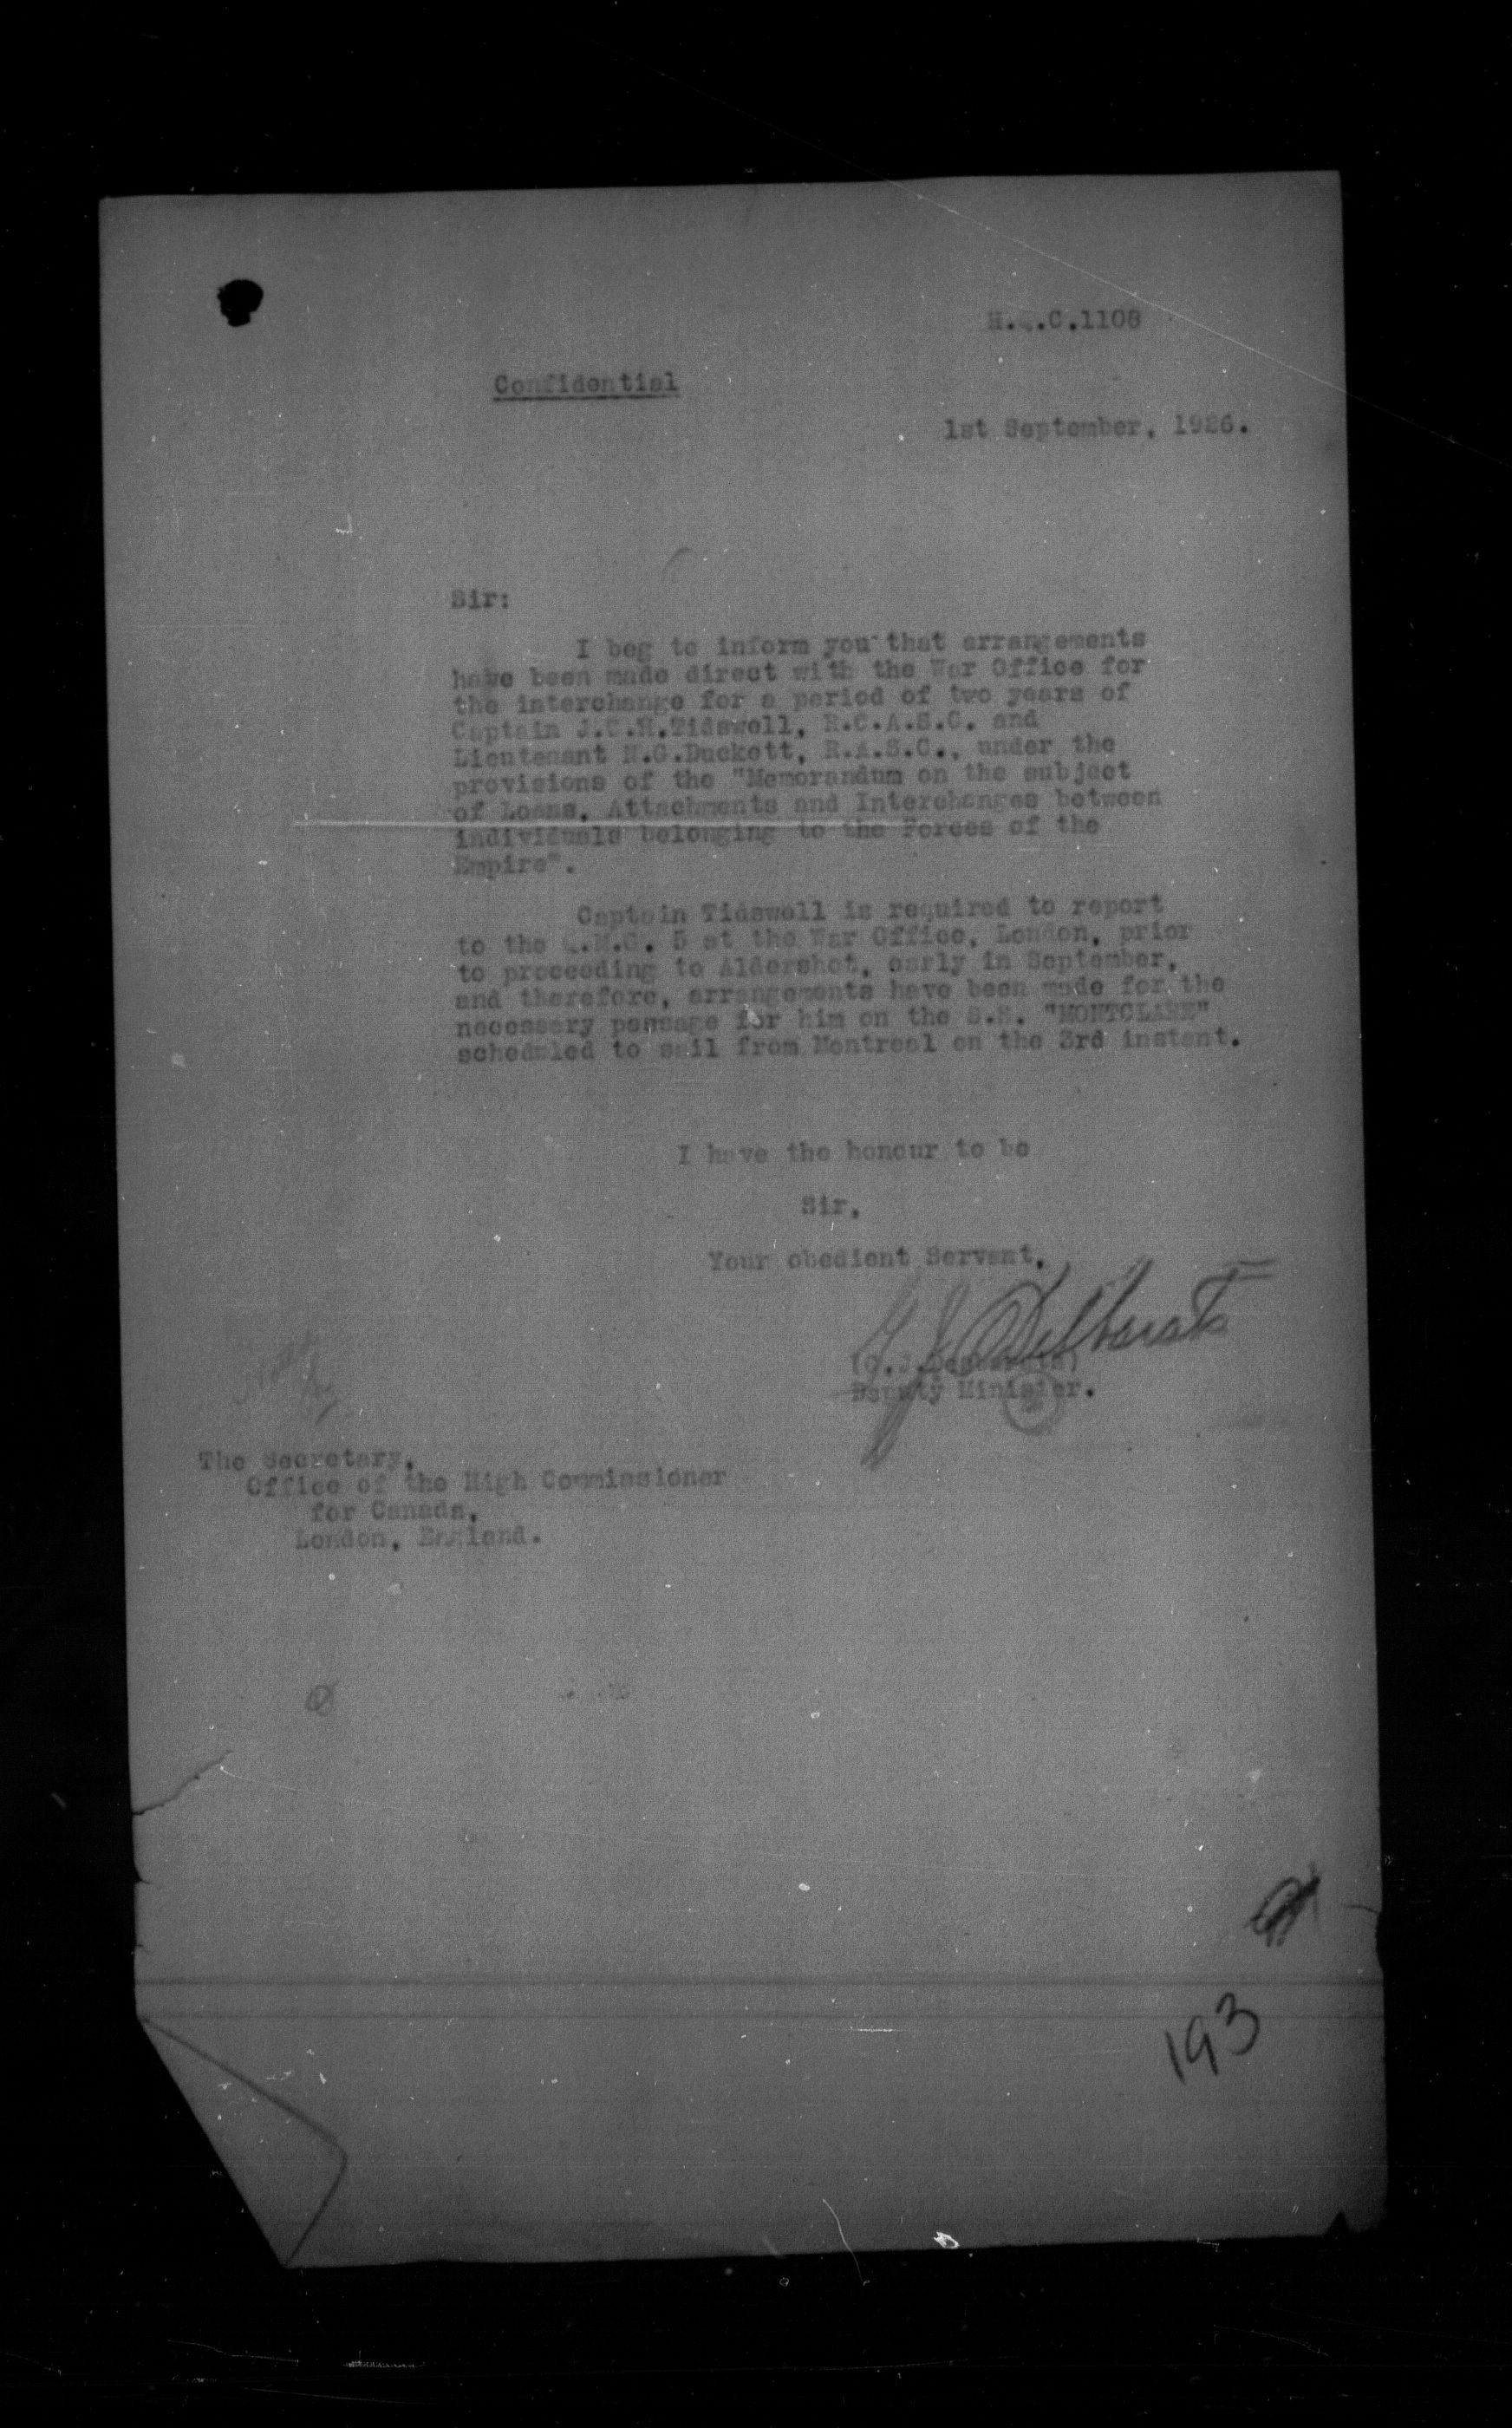 H.Q.C.1108
Confidential
1st September, 1926.
Sir:
I beg to inform you that arrangements
have been made direct with the War Office for
the interchange for a period of two years of
Captain J.C.H.Tidswell, R.C.A.S.C. and
Lieutenant N.G.Duckett, R.A.S.C., under the
provisions of the "Memorandum on the subject
of Loans, Attachments and Interchanges between
individuals belonging to the Forces of the
Empire".
Captain Tidswell is required to report
to the Q.M.G. 5 at the War Office, London, prior
to proceeding to Aldershot, early in September,
and therefore, arrangements have been made for the
necessary passage for him on the S.S. "MONTCLARE"
scheduled to sail from Montreal on the 3rd instant.
I have the honour to be
Sir,
Your obedient Servant,
G J Desbarats
(G.J.Desbarats)
Deputy Minister.
The Secretary,
Office of the High Commissioner
for Canada,
London, England.
193